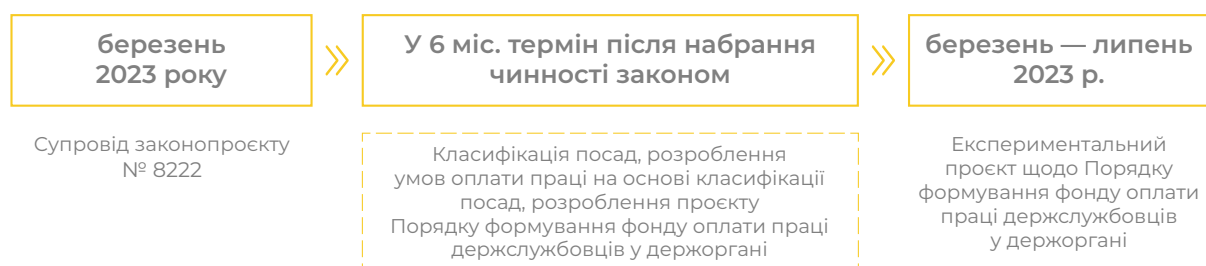 березень
2023 року
У 6 міс. термін після набрання
чинності законом
березень — липень
2023 р.
Супровід законопроєкту
№ 8222
Класифікація посад, розроблення
умов оплати праці на основі класифікації
посад, розроблення проєкту
Порядку формування фонду оплати праці
держслужбовців у держоргані
Експериментальний
проєкт щодо Порядку
формування фонду оплати
праці держслужбовців
у держоргані